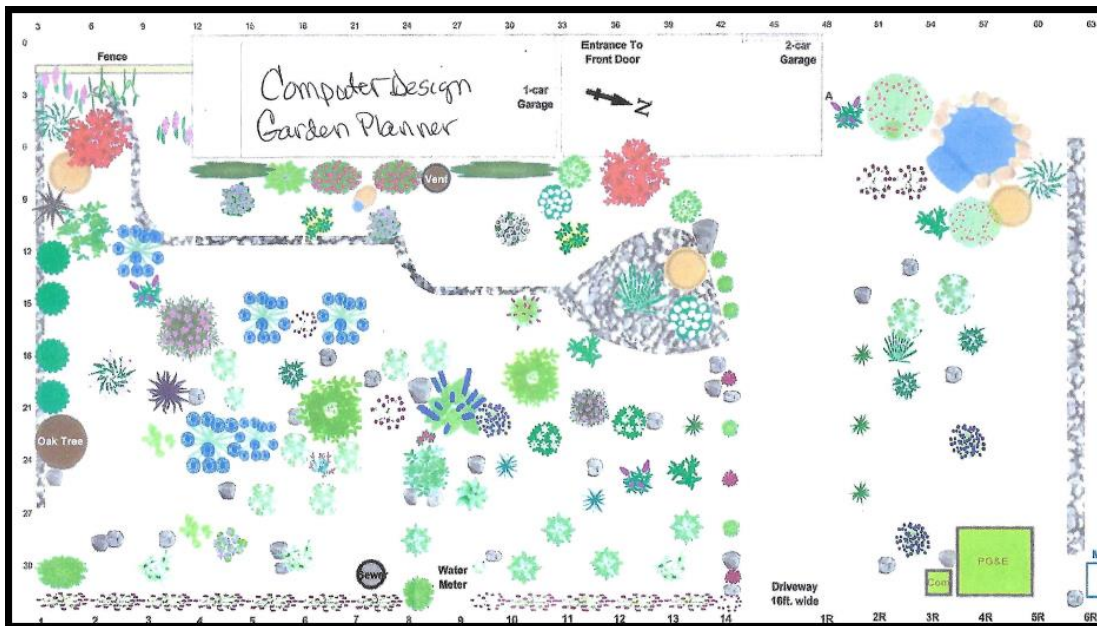 3 6 9 12 15 18 21 24 27 30 33 36 39 42 45 48 51 54 57 60 63
0
Fence
Entrance To
Front Door
2-car
Garage
Computer Design
Garden Planner
1-car
Garage
N
3
A
6
Vent
9
12
15
18
21
Oak Tree
24
27
30
Sewer
Water
Meter
Driveway
16ft. wide
Com
PG&E
M
1 2 3 4 5 6 7 8 9 10 11 12 13 14 1R 2R 3R 4R 5R 6R